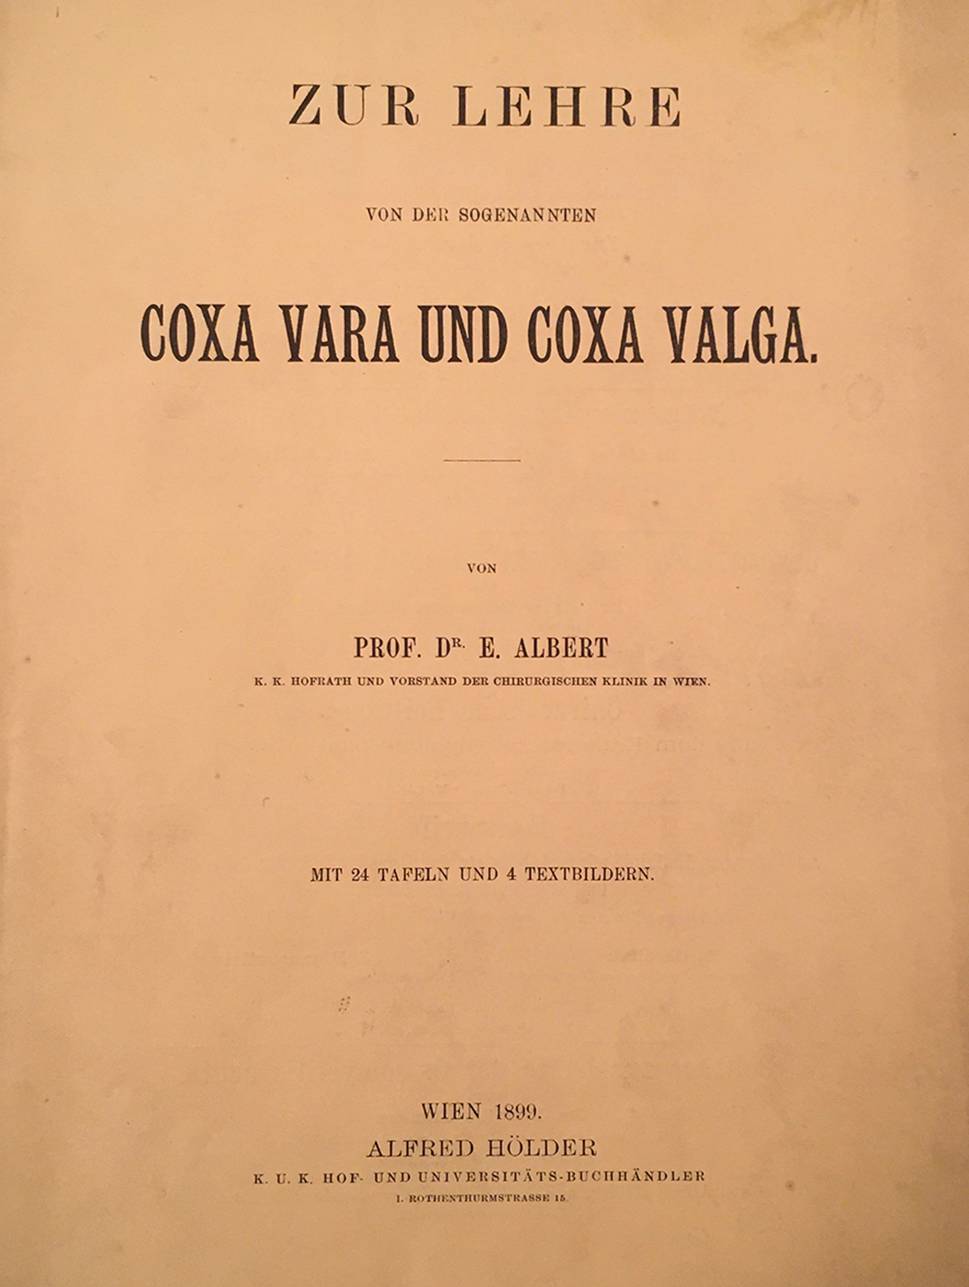 ZUR LEHRE
VON DER SOGENANNTEN
COXA VARA UND COXA VALGA.
VON
PROF. DR. E. ALBERT
K. K. HOFRATH UND VORSTAND DER CHIRURGISCHEN KLINIK IN WIEN.
MIT 24 TAFELN UND 4 TEXTBILDERN.
WIEN 1899.
ALFRED HÖLDER
K. U. K. HOF- UND UNIVERSITÄTS-BUCHHÄNDLER
I. ROTHENTHURMSTRASSE 15.